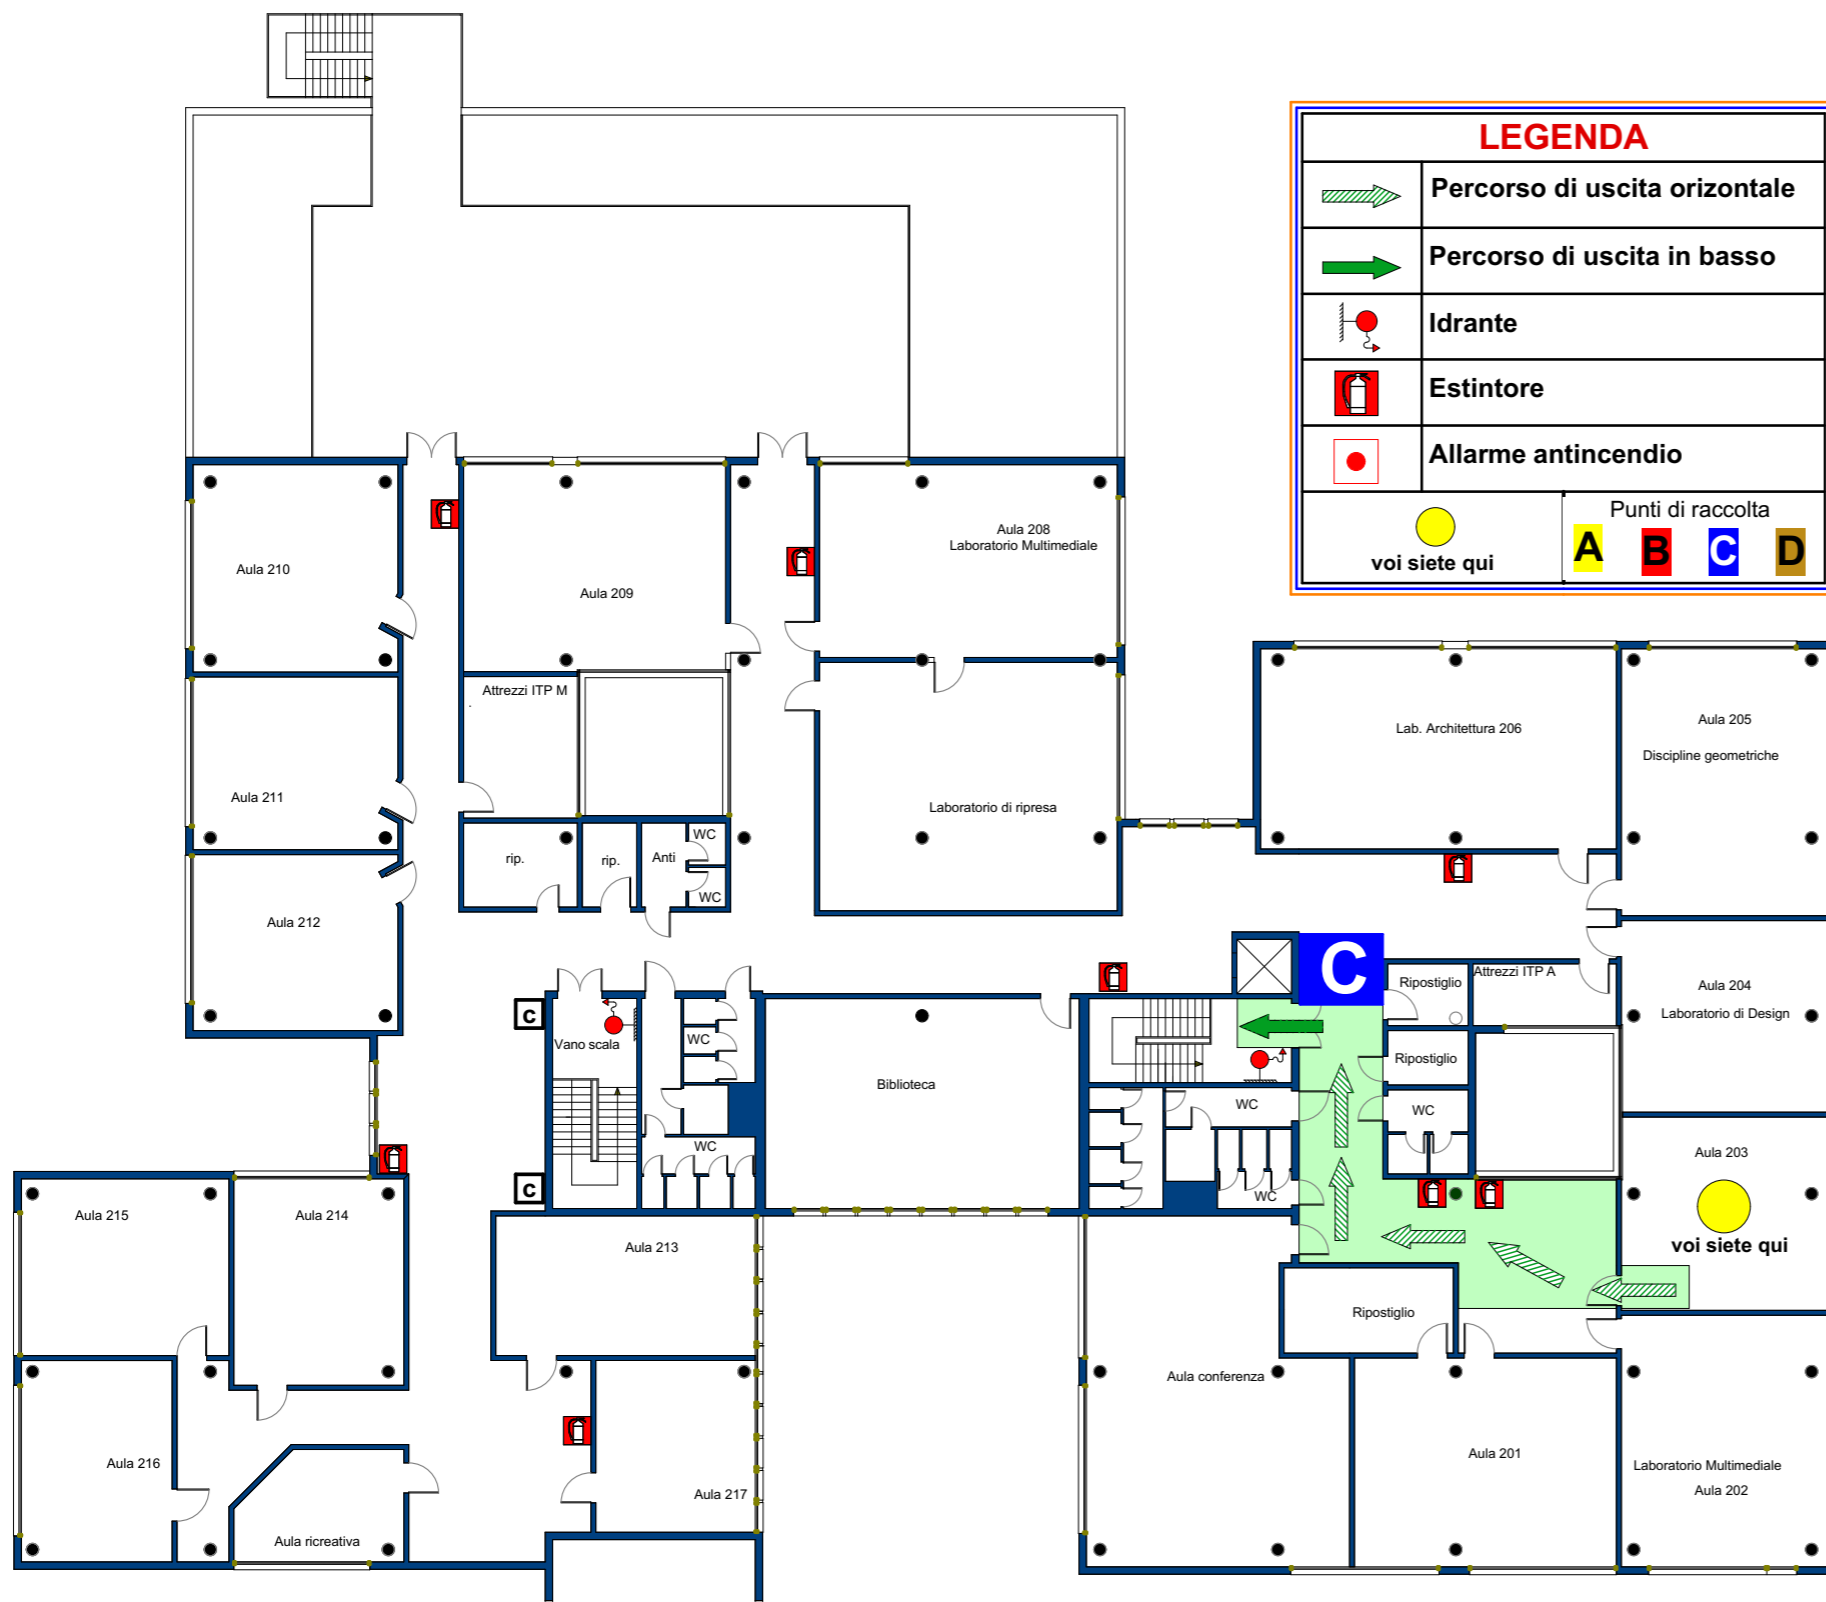 LEGENDA
Percorso di uscita orizontale
Percorso di uscita in basso
Idrante
Estintore
Allarme antincendio
voi siete qui
Punti di raccolta
A B C D
Aula 210
Aula 209
Aula 208
Laboratorio Multimediale
Attrezzi ITP M
.
Aula 211
Laboratorio di ripresa
Lab. Architettura 206
Aula 205
Discipline geometriche
rip.
rip.
Anti
WC
WC
Aula 212
C
Ripostiglio
Attrezzi ITP A
Aula 204
Laboratorio di Design
c
Vano scala
WC
Biblioteca
Ripostiglio
WC
WC
WC
c
WC
Aula 203
voi siete qui
Aula 215
Aula 214
Aula 213
Ripostiglio
Aula conferenza
Aula 201
Laboratorio Multimediale
Aula 202
Aula 216
Aula 217
Aula ricreativa